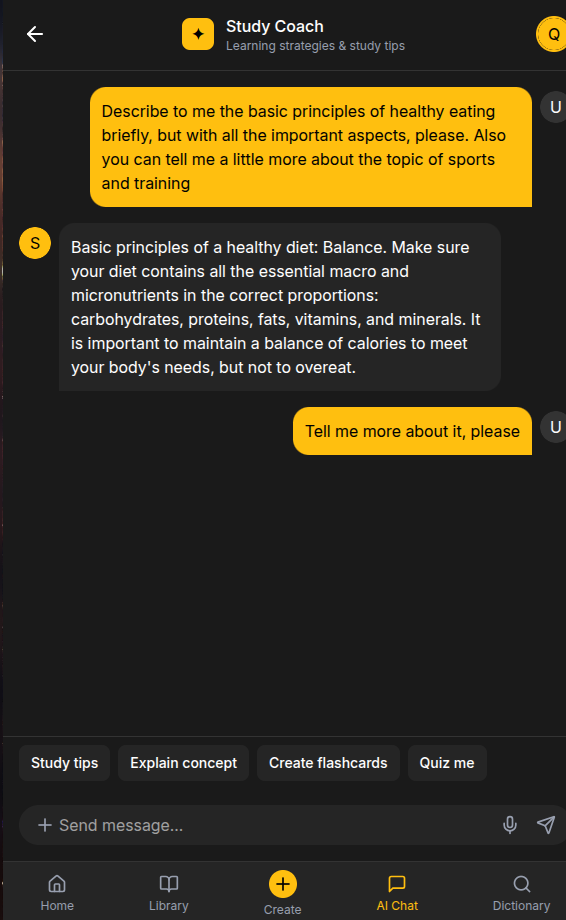 Study Coach
Learning strategies & study tips
Q
Describe to me the basic principles of healthy eating
briefly, but with all the important aspects, please. Also
you can tell me a little more about the topic of sports
and training
U
S
Basic principles of a healthy diet: Balance. Make sure
your diet contains all the essential macro and
micronutrients in the correct proportions:
carbohydrates, proteins, fats, vitamins, and minerals. It
is important to maintain a balance of calories to meet
your body's needs, but not to overeat.
Tell me more about it, please
U
Study tips
Explain concept
Create flashcards
Quiz me
Send message...
Home
Library
Create
AI Chat
Dictionary